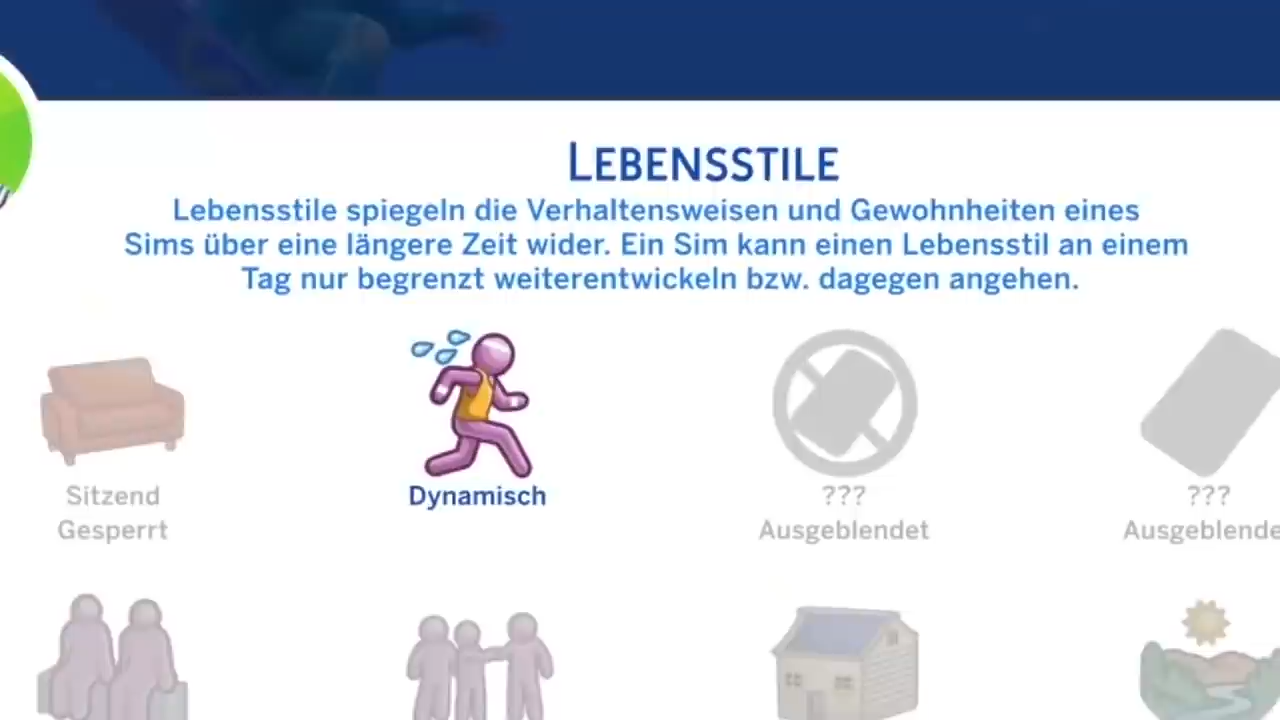 LEBENSSTILE
Lebensstile spiegeln die Verhaltensweisen und Gewohnheiten eines
Sims über eine längere Zeit wider. Ein Sim kann einen Lebensstil an einem
Tag nur begrenzt weiterentwickeln bzw. dagegen angehen.
Sitzend
Gesperrt
Dynamisch
???
Ausgeblendet
???
Ausgeblende